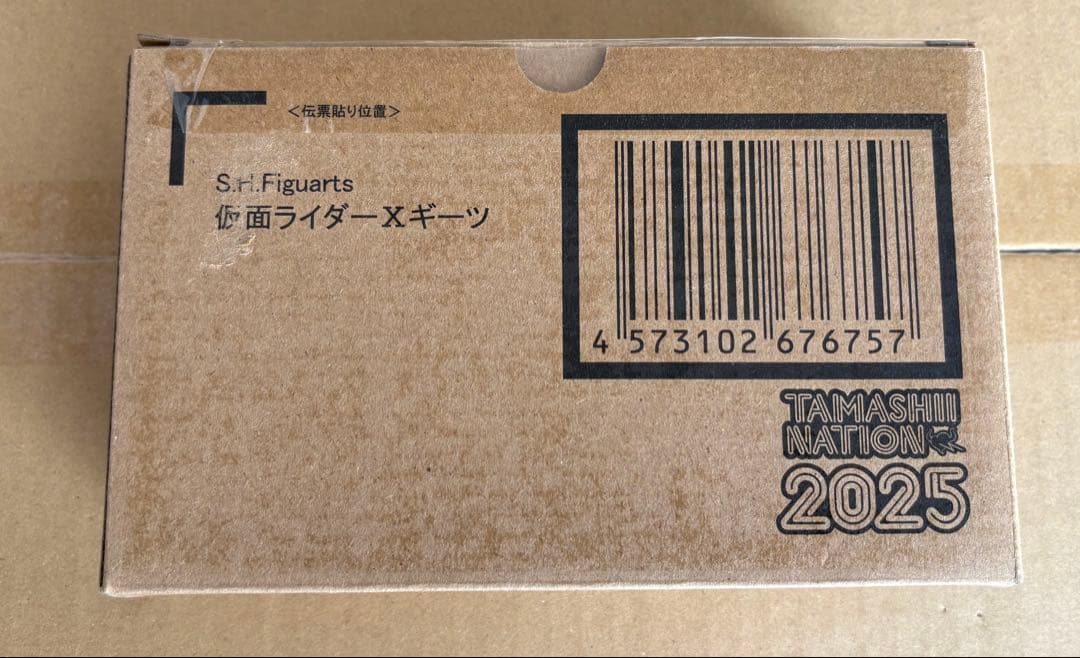 ＜伝票貼り位置＞
S.H.Figuarts
仮面ライダーXギーツ
4 573102 676757
TAMASHII
NATION
2025